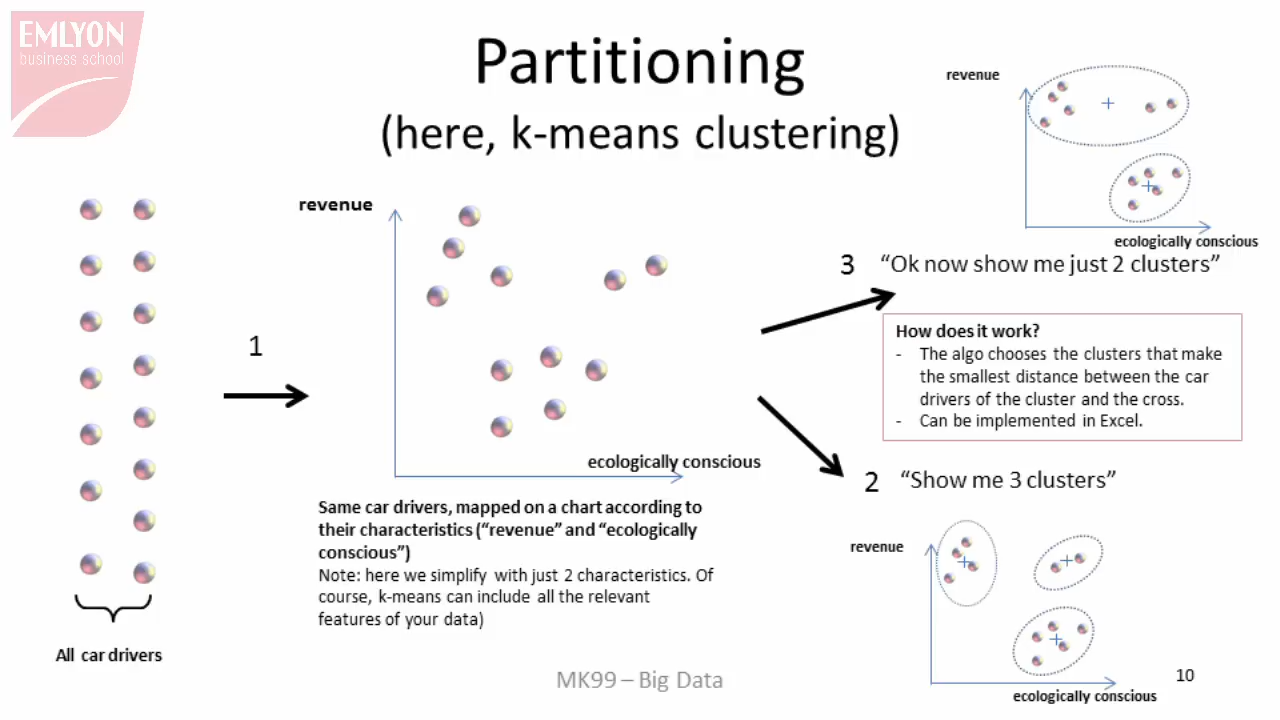 EMLYON
business school
Partitioning
(here, k-means clustering)
revenue
ecologically conscious
3 “Ok now show me just 2 clusters”
1
revenue
ecologically conscious
How does it work?
- The algo chooses the clusters that make
the smallest distance between the car
drivers of the cluster and the cross.
- Can be implemented in Excel.
2 “Show me 3 clusters”
Same car drivers, mapped on a chart according to
their characteristics (“revenue” and “ecologically
conscious”)
Note: here we simplify with just 2 characteristics. Of
course, k-means can include all the relevant
features of your data)
revenue
ecologically conscious
All car drivers
MK99 – Big Data
10